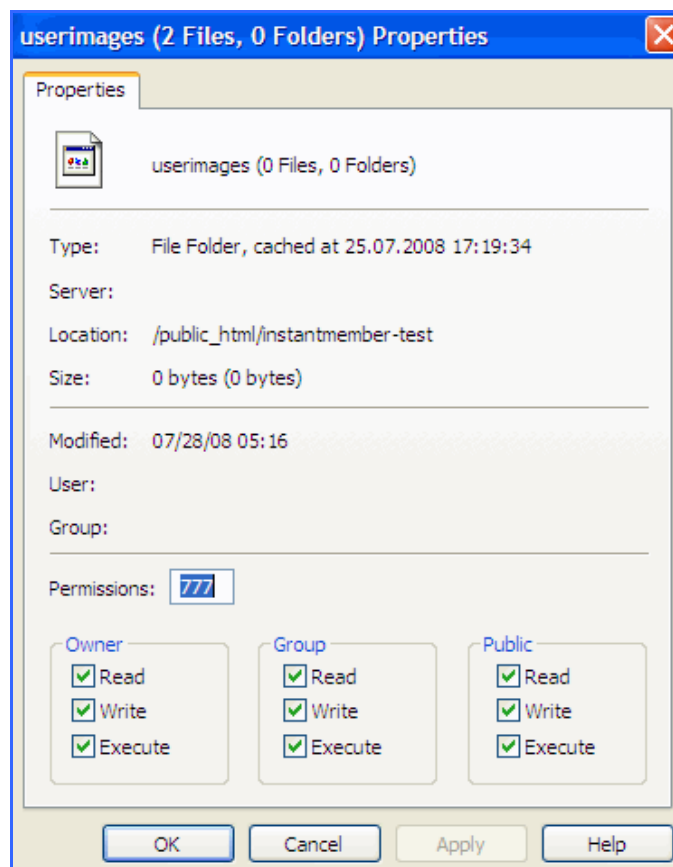 userimages (2 Files, 0 Folders) Properties
Properties
userimages (0 Files, 0 Folders)
Type: File Folder, cached at 25.07.2008 17:19:34
Server:
Location: /public_html/instantmember-test
Size: 0 bytes (0 bytes)
Modified: 07/28/08 05:16
User:
Group:
Permissions: 777
Owner Group Public
Read Read Read
Write Write Write
Execute Execute Execute
OK Cancel Apply Help